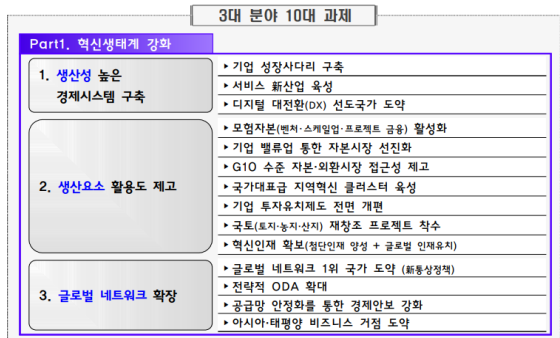 3대 분야 10대 과제
Part1. 혁신생태계 강화
1. 생산성 높은
경제시스템 구축
▸기업 성장사다리 구축
▸서비스 新산업 육성
▸디지털 대전환(DX) 선도국가 도약
2. 생산요소 활용도 제고
▸모험자본(벤처·스케일업·프로젝트 금융) 활성화
▸기업 밸류업 통한 자본시장 선진화
▸G10 수준 자본·외환시장 접근성 제고
▸국가대표급 지역혁신 클러스터 육성
▸기업 투자유치제도 전면 개편
▸국토(토지·농지·산지) 재창조 프로젝트 착수
▸혁신인재 확보(첨단인재 양성 + 글로벌 인재유치)
3. 글로벌 네트워크 확장
▸글로벌 네트워크 1위 국가 도약 (新통상정책)
▸전략적 ODA 확대
▸공급망 안정화를 통한 경제안보 강화
▸아시아·태평양 비즈니스 거점 도약